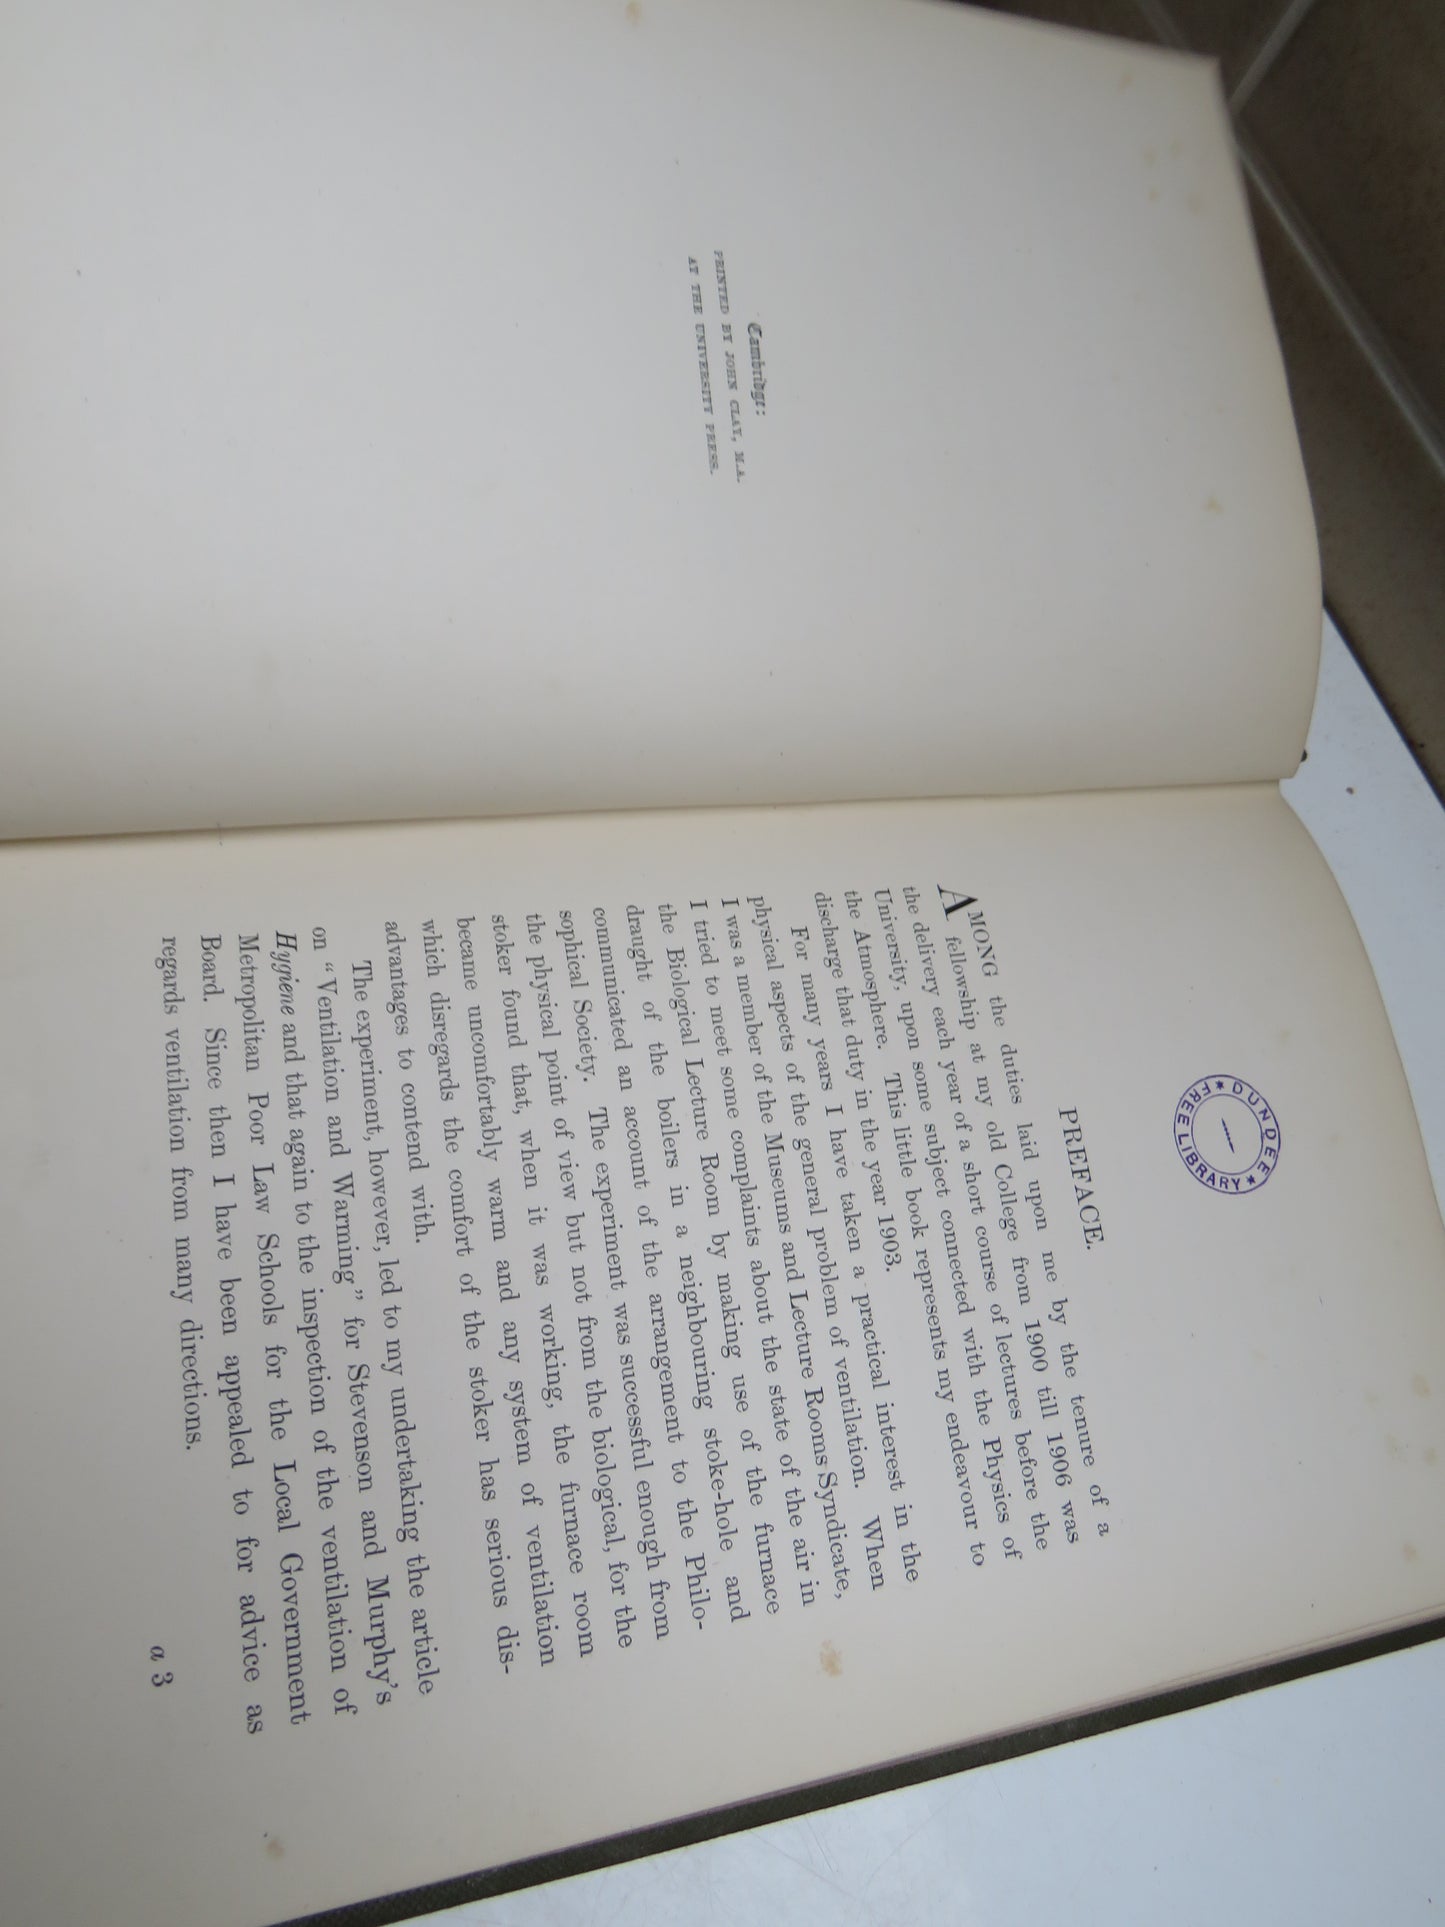 Cambridge:
PRINTED BY JOHN CLAY, M.A.
AT THE UNIVERSITY PRESS.
★ DUNDEE ★
FREE LIBRARY
PREFACE.
AMONG the duties laid upon me by the tenure of a
fellowship at my old College from 1900 till 1906 was
the delivery each year of a short course of lectures before the
University, upon some subject connected with the Physics of
the Atmosphere. This little book represents my endeavour to
discharge that duty in the year 1903.
For many years I have taken a practical interest in the
physical aspects of the general problem of ventilation. When
I was a member of the Museums and Lecture Rooms Syndicate,
I tried to meet some complaints about the state of the air in
the Biological Lecture Room by making use of the furnace
draught of the boilers in a neighbouring stoke-hole and
communicated an account of the arrangement to the Philo-
sophical Society. The experiment was successful enough from
the physical point of view but not from the biological, for the
stoker found that, when it was working, the furnace room
became uncomfortably warm and any system of ventilation
which disregards the comfort of the stoker has serious dis-
advantages to contend with.
The experiment, however, led to my undertaking the article
on “Ventilation and Warming” for Stevenson and Murphy's
Hygiene and that again to the inspection of the ventilation of
Metropolitan Poor Law Schools for the Local Government
Board. Since then I have been appealed to for advice as
regards ventilation from many directions.
a 3